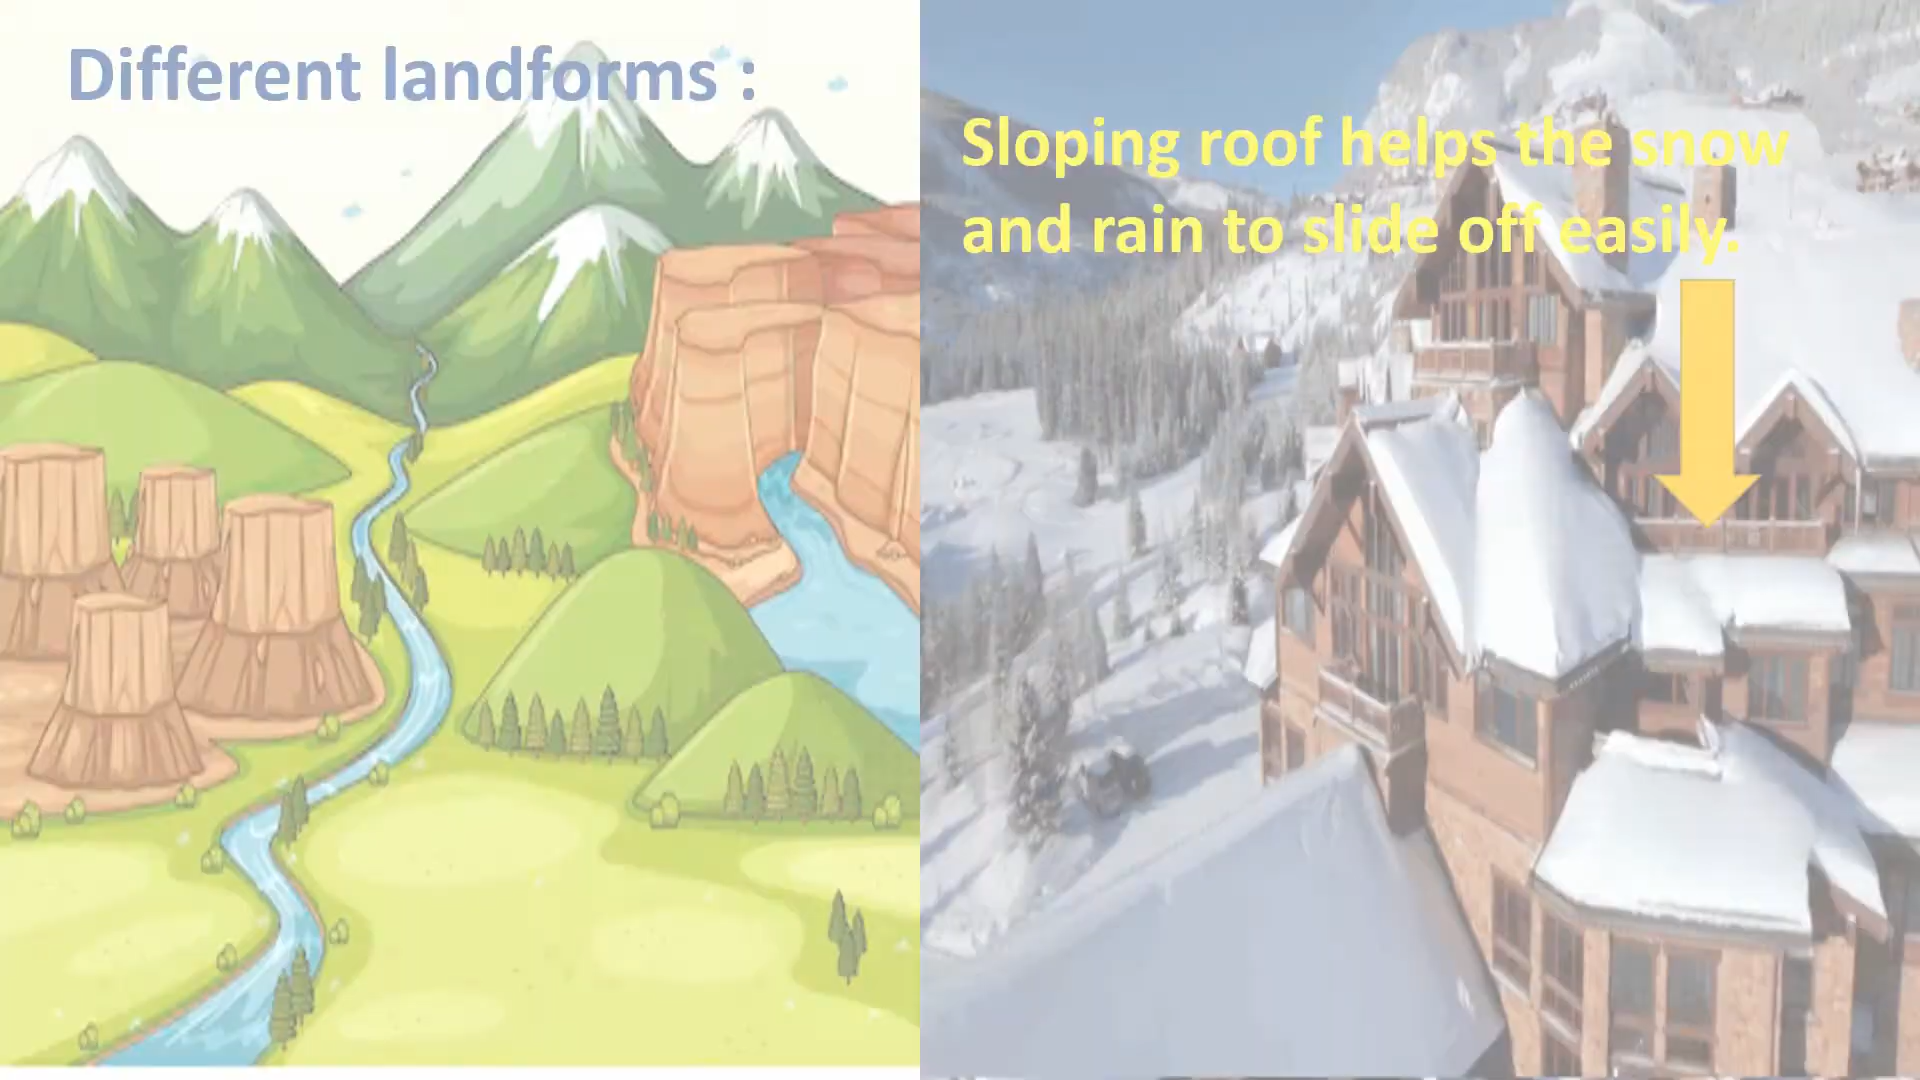 Different landforms :
Sloping roof helps the snow
and rain to slide off easily.